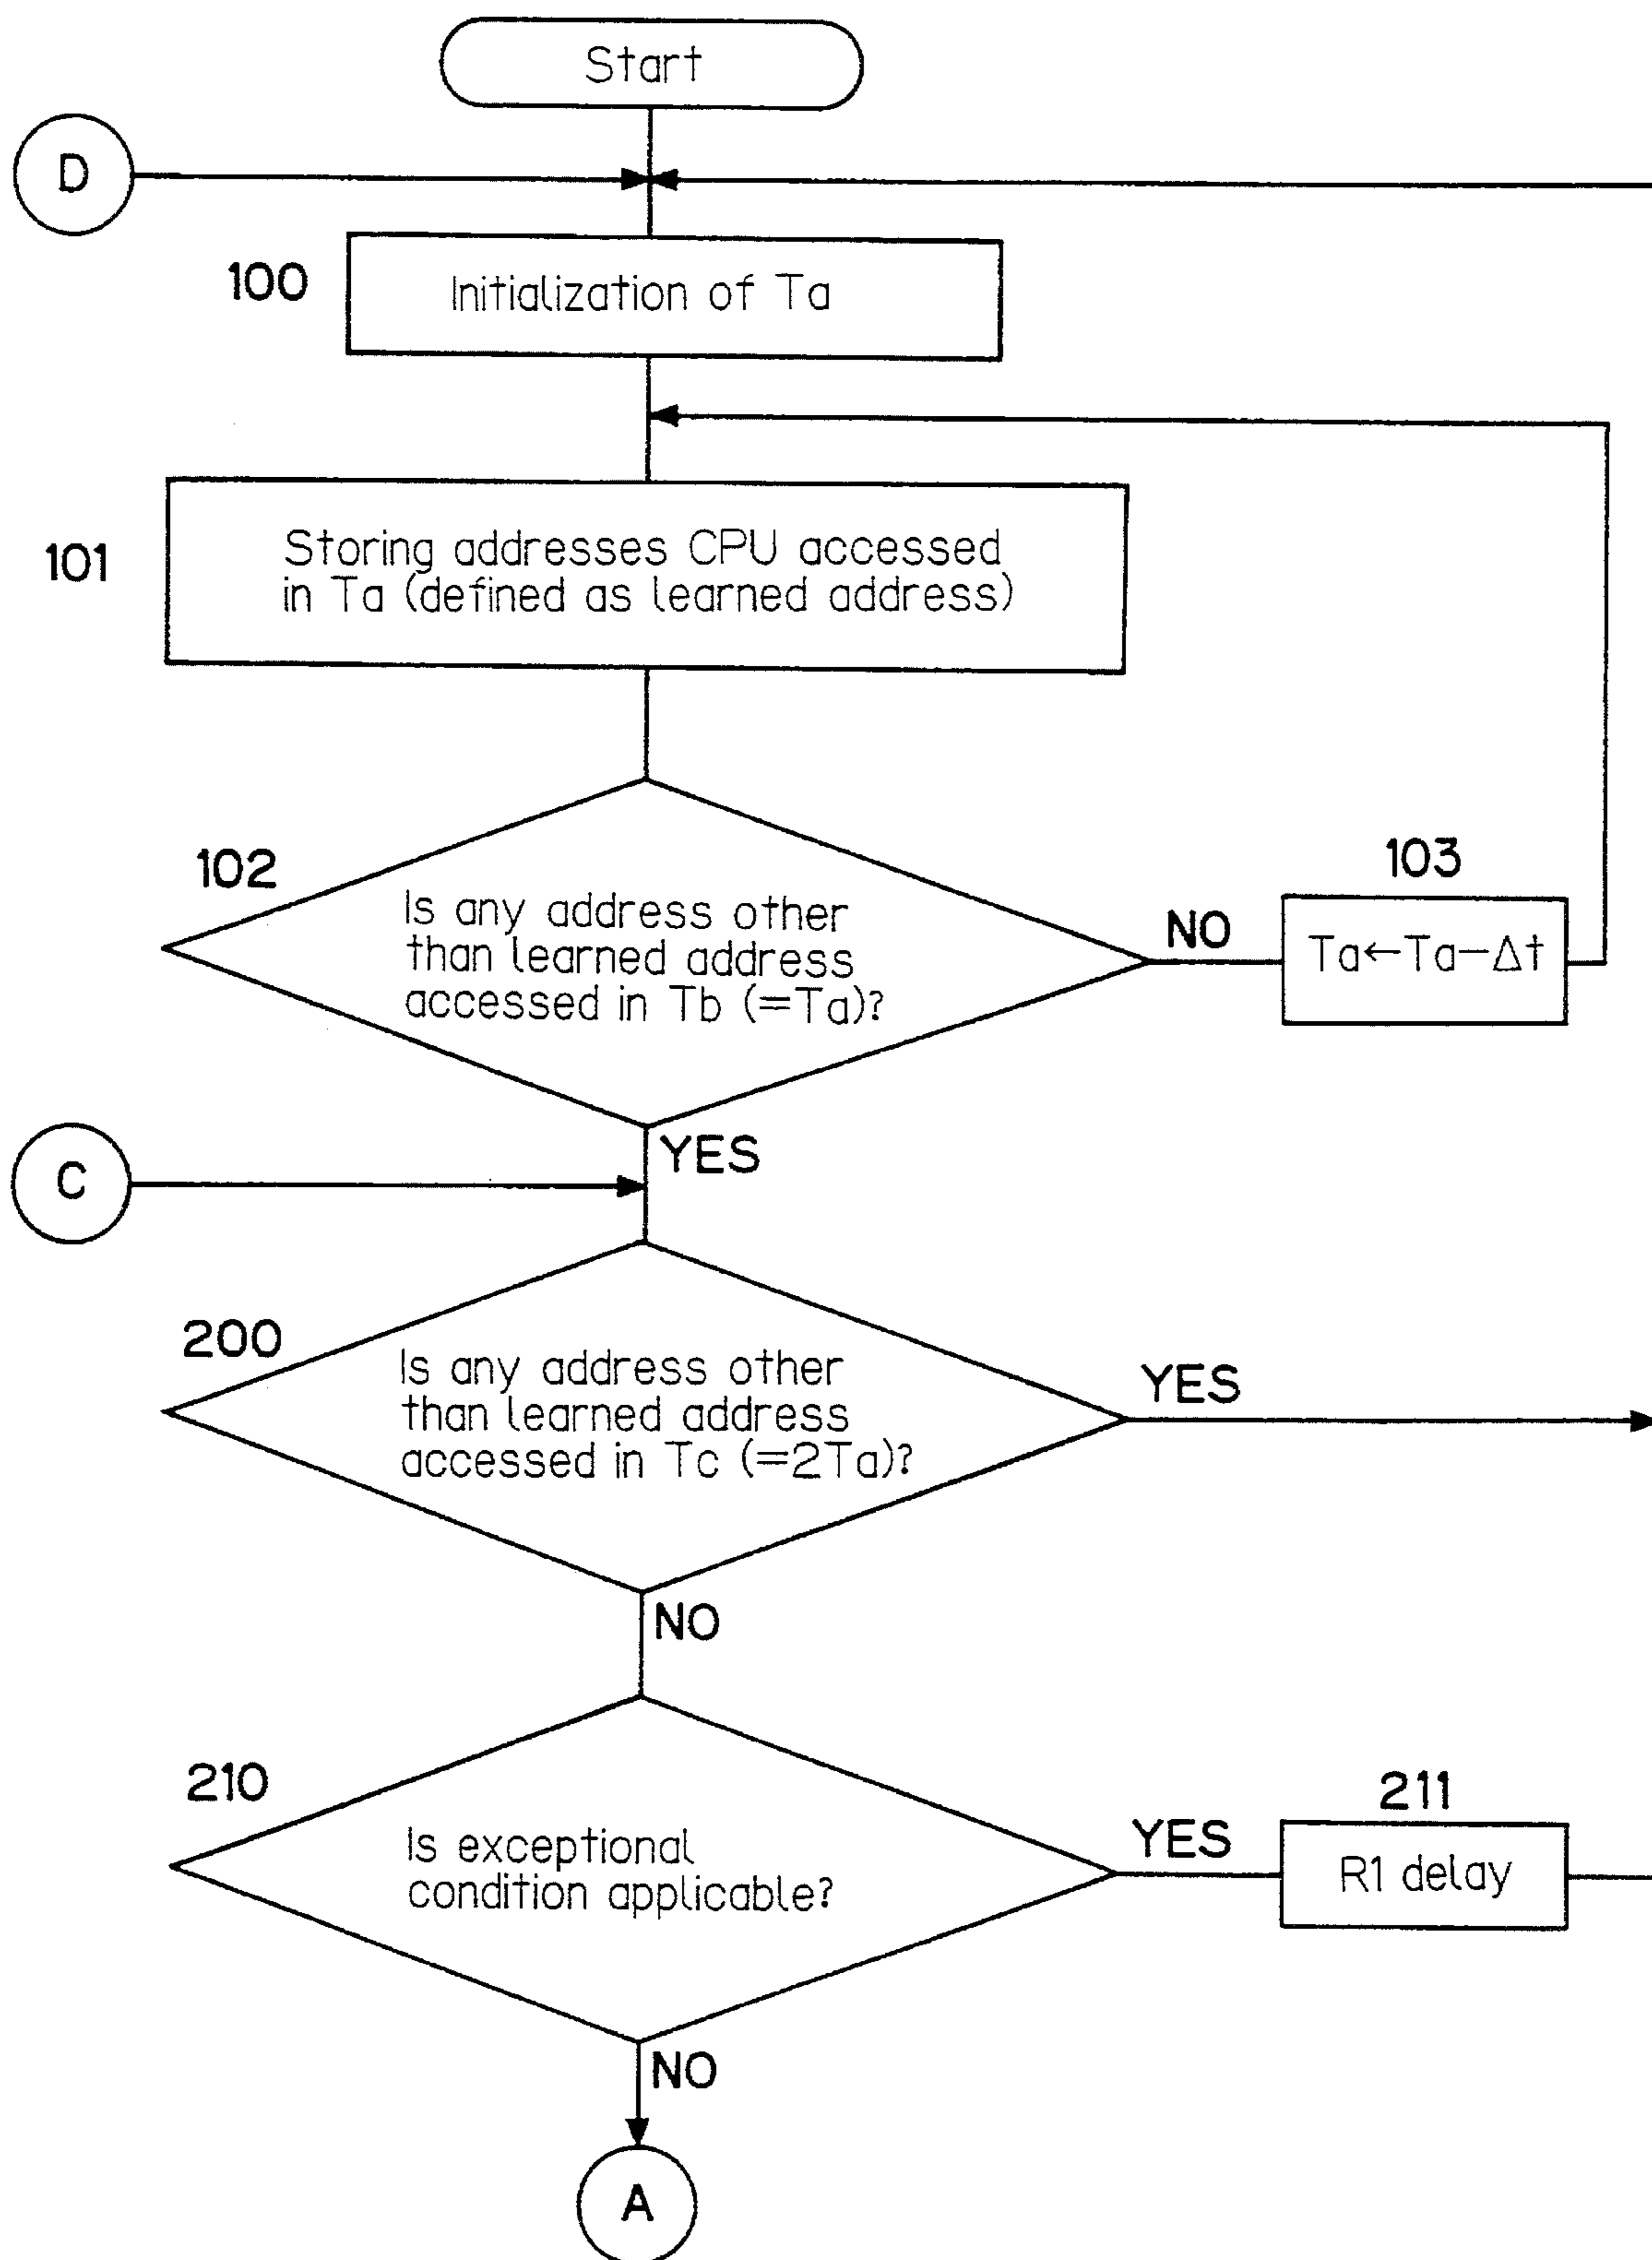 Start
D
100
Initialization of Ta
101
Storing addresses CPU accessed
in Ta (defined as learned address)
102
Is any address other
than learned address
accessed in Tb (=Ta)?
NO
103
Ta←Ta−Δt
YES
C
200
Is any address other
than learned address
accessed in Tc (=2Ta)?
YES
NO
210
Is exceptional
condition applicable?
YES
211
R1 delay
NO
A